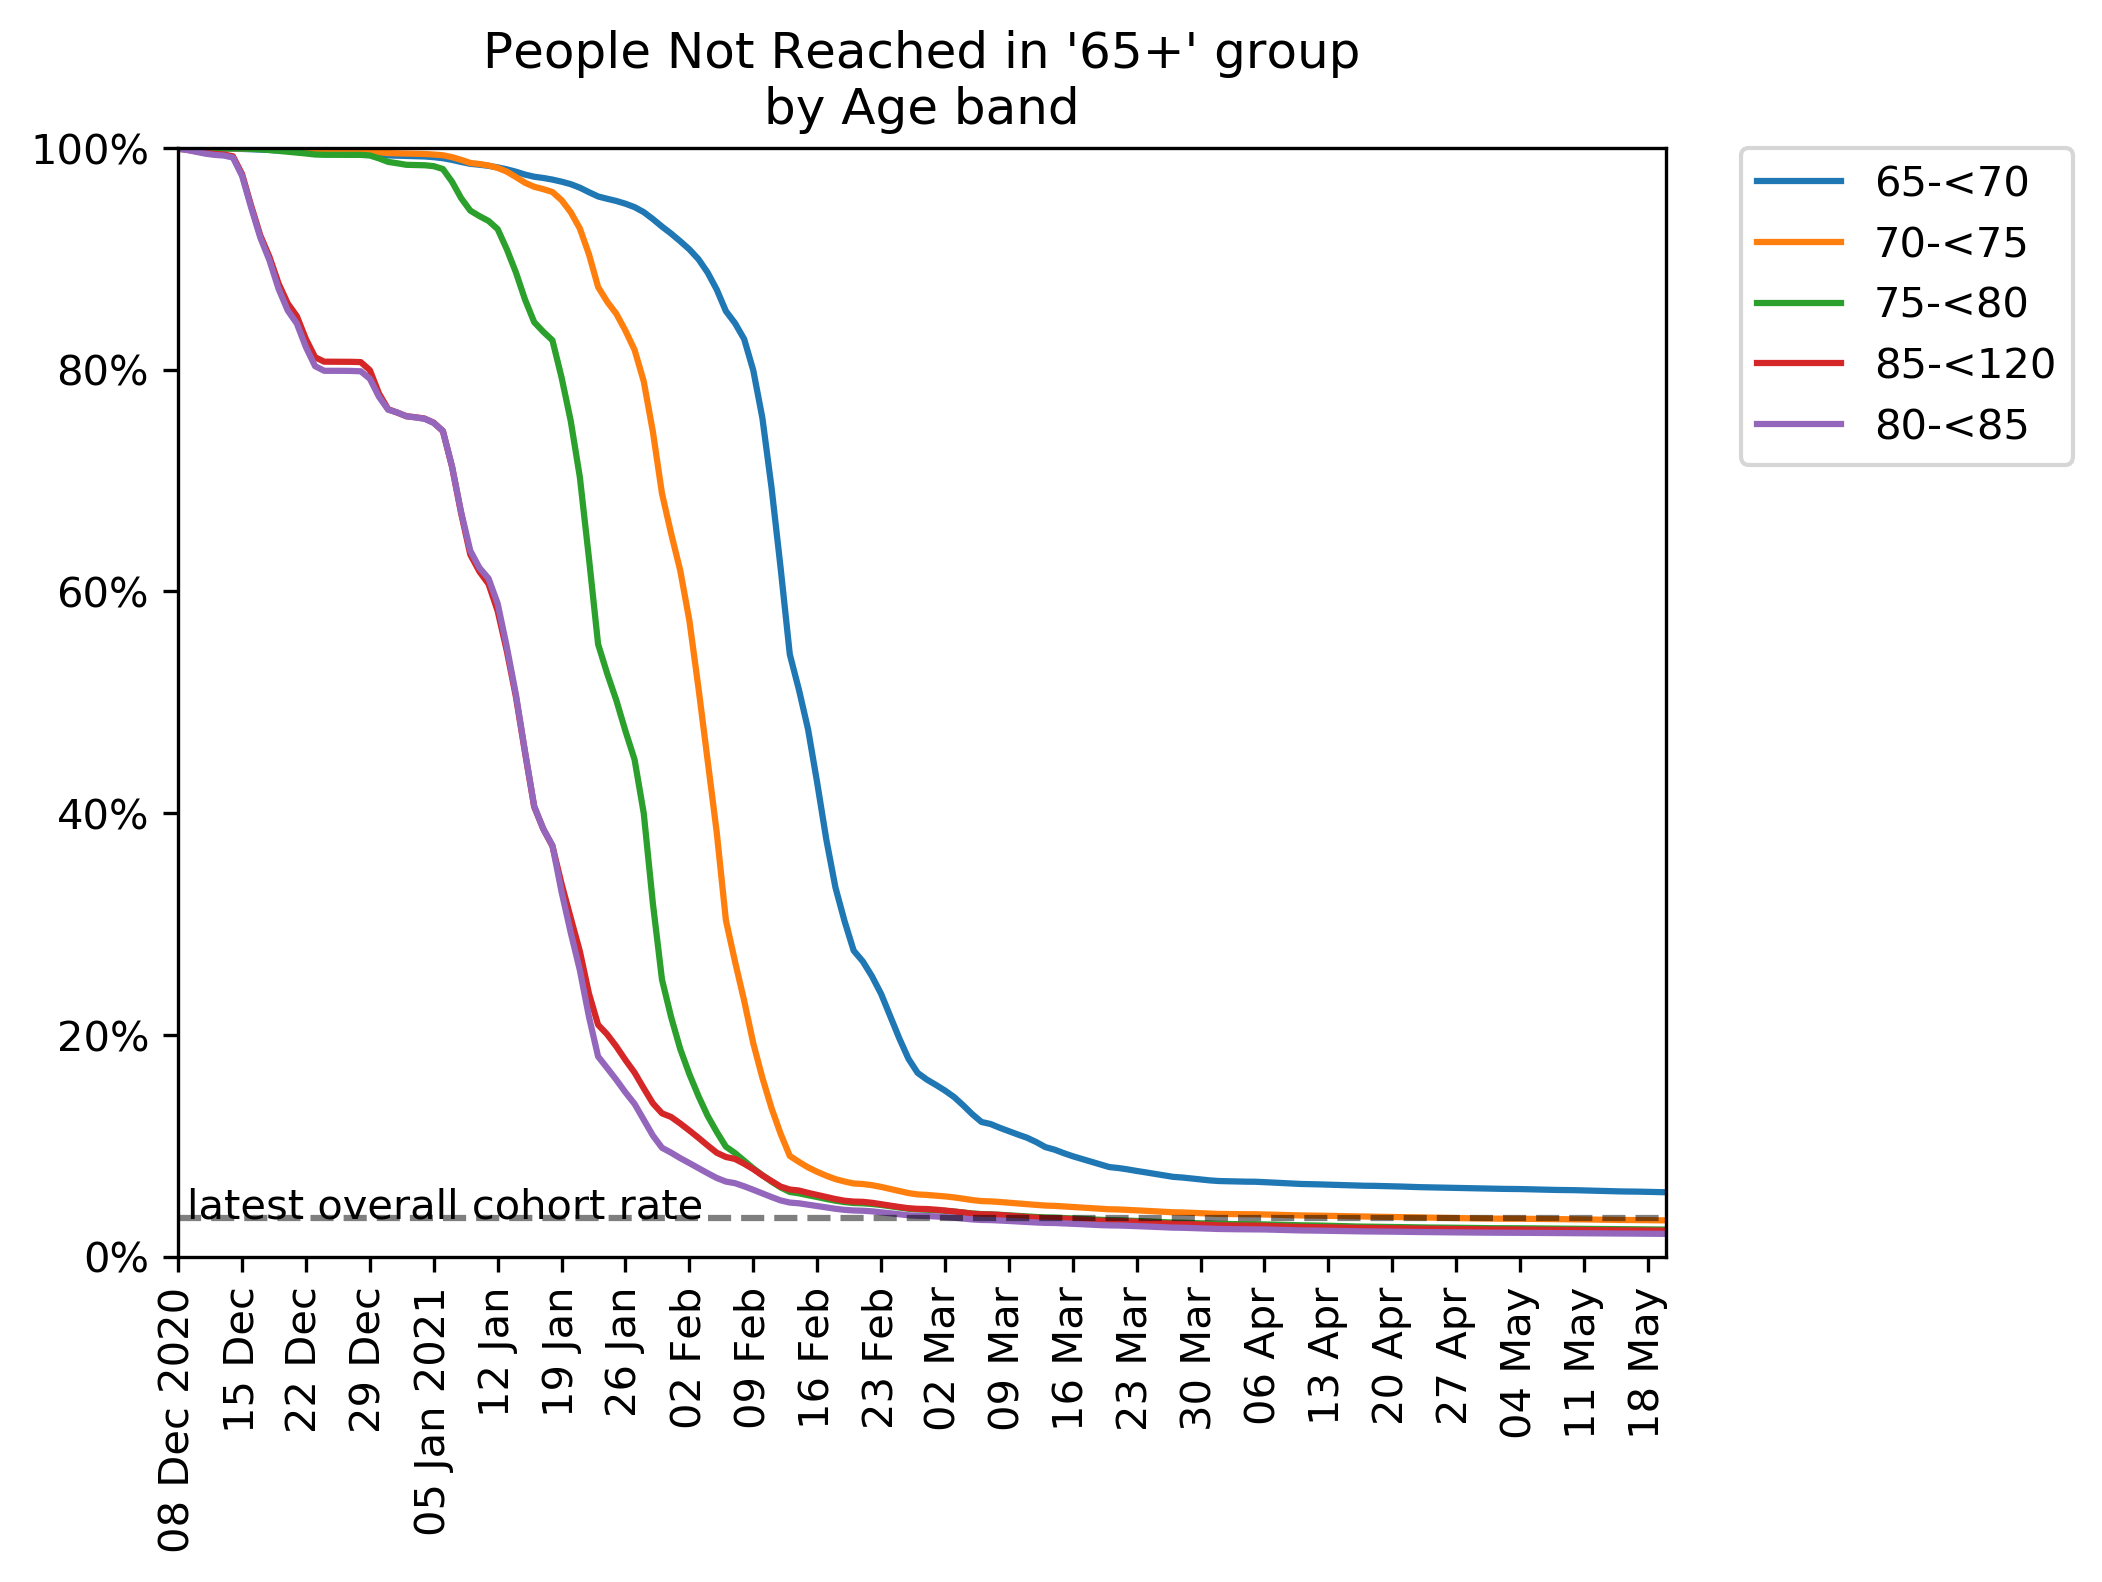 People Not Reached in '65+' group
by Age band
100%
80%
60%
40%
20%
0%
latest overall cohort rate
65-<70
70-<75
75-<80
85-<120
80-<85
08 Dec 2020
15 Dec
22 Dec
29 Dec
05 Jan 2021
12 Jan
19 Jan
26 Jan
02 Feb
09 Feb
16 Feb
23 Feb
02 Mar
09 Mar
16 Mar
23 Mar
30 Mar
06 Apr
13 Apr
20 Apr
27 Apr
04 May
11 May
18 May